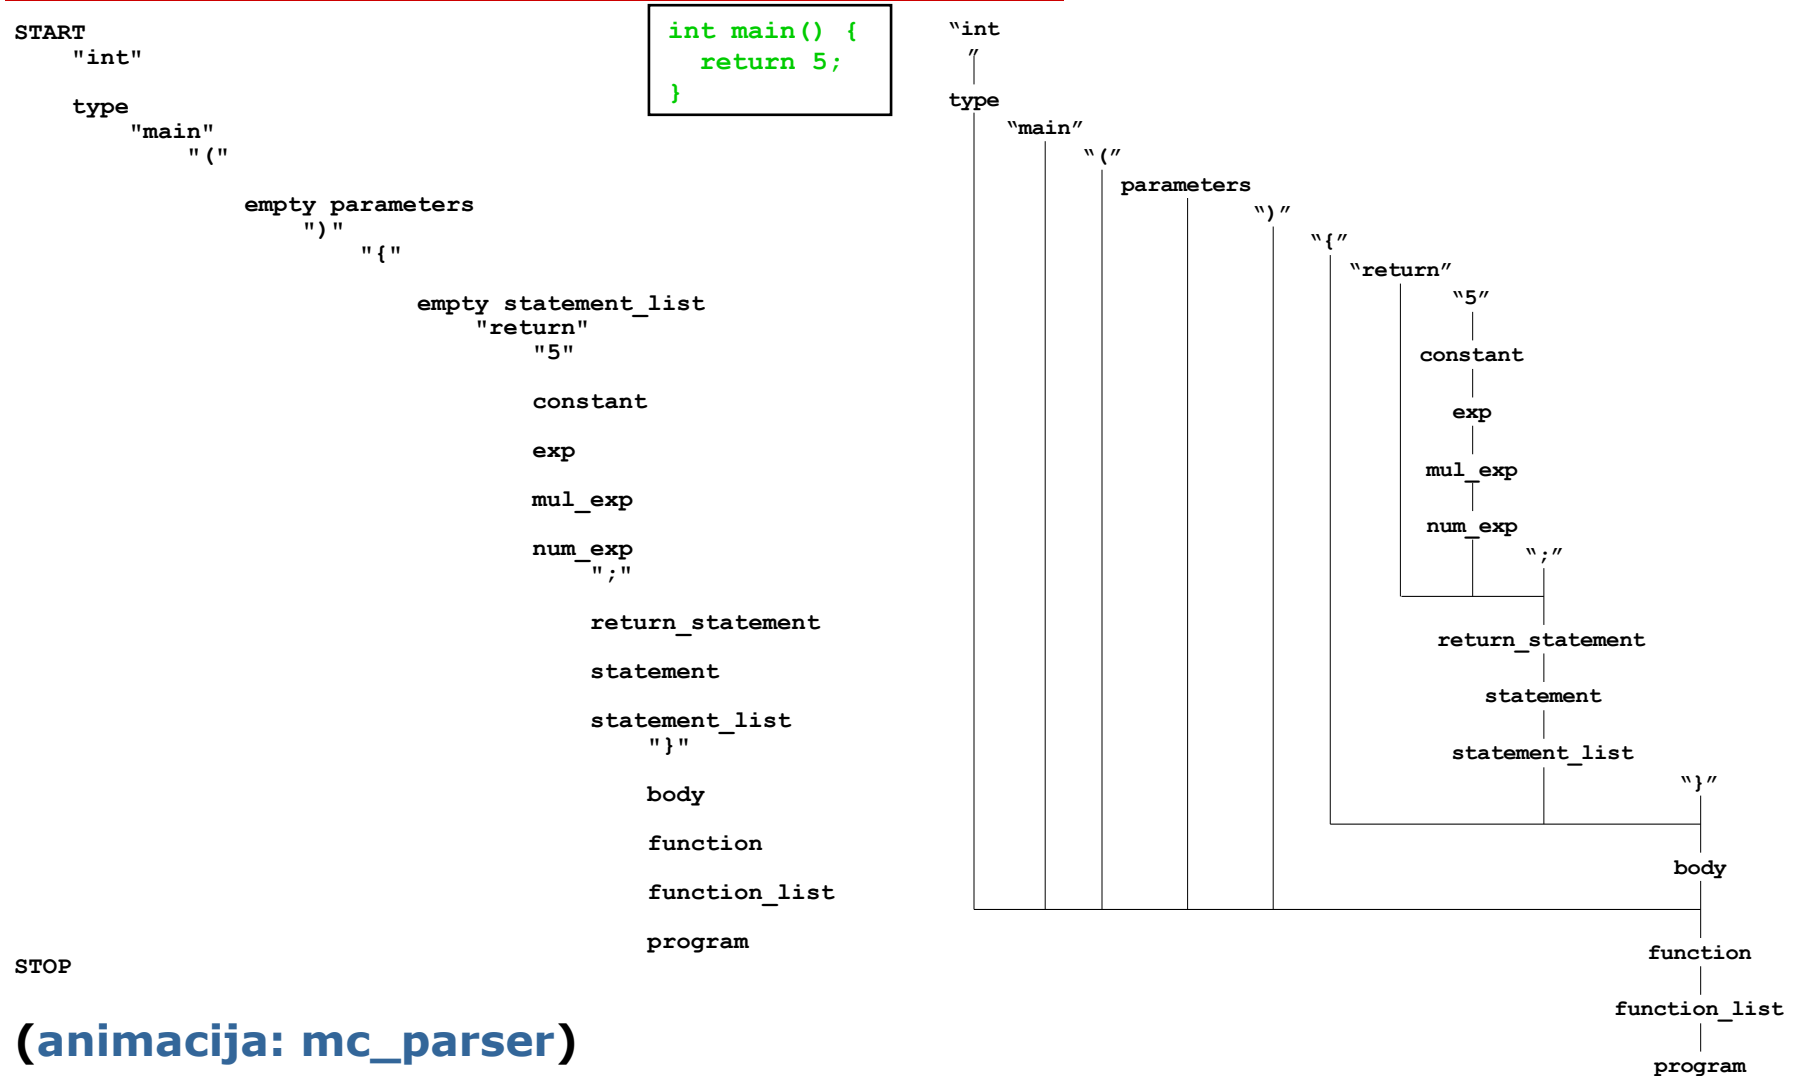 START
"int"
type
"main"
"("
empty parameters
")"
"{"
empty statement_list
"return"
"5"
constant
exp
mul_exp
num_exp
";"
return_statement
statement
statement_list
"}"
body
function
function_list
program
STOP
(animacija: mc_parser)
int main() {
return 5;
}
“int
”
type
“main”
“(”
parameters
“)”
“{”
“return”
“5”
constant
exp
mul_exp
num_exp
“;”
return_statement
statement
statement_list
“}”
body
function
function_list
program